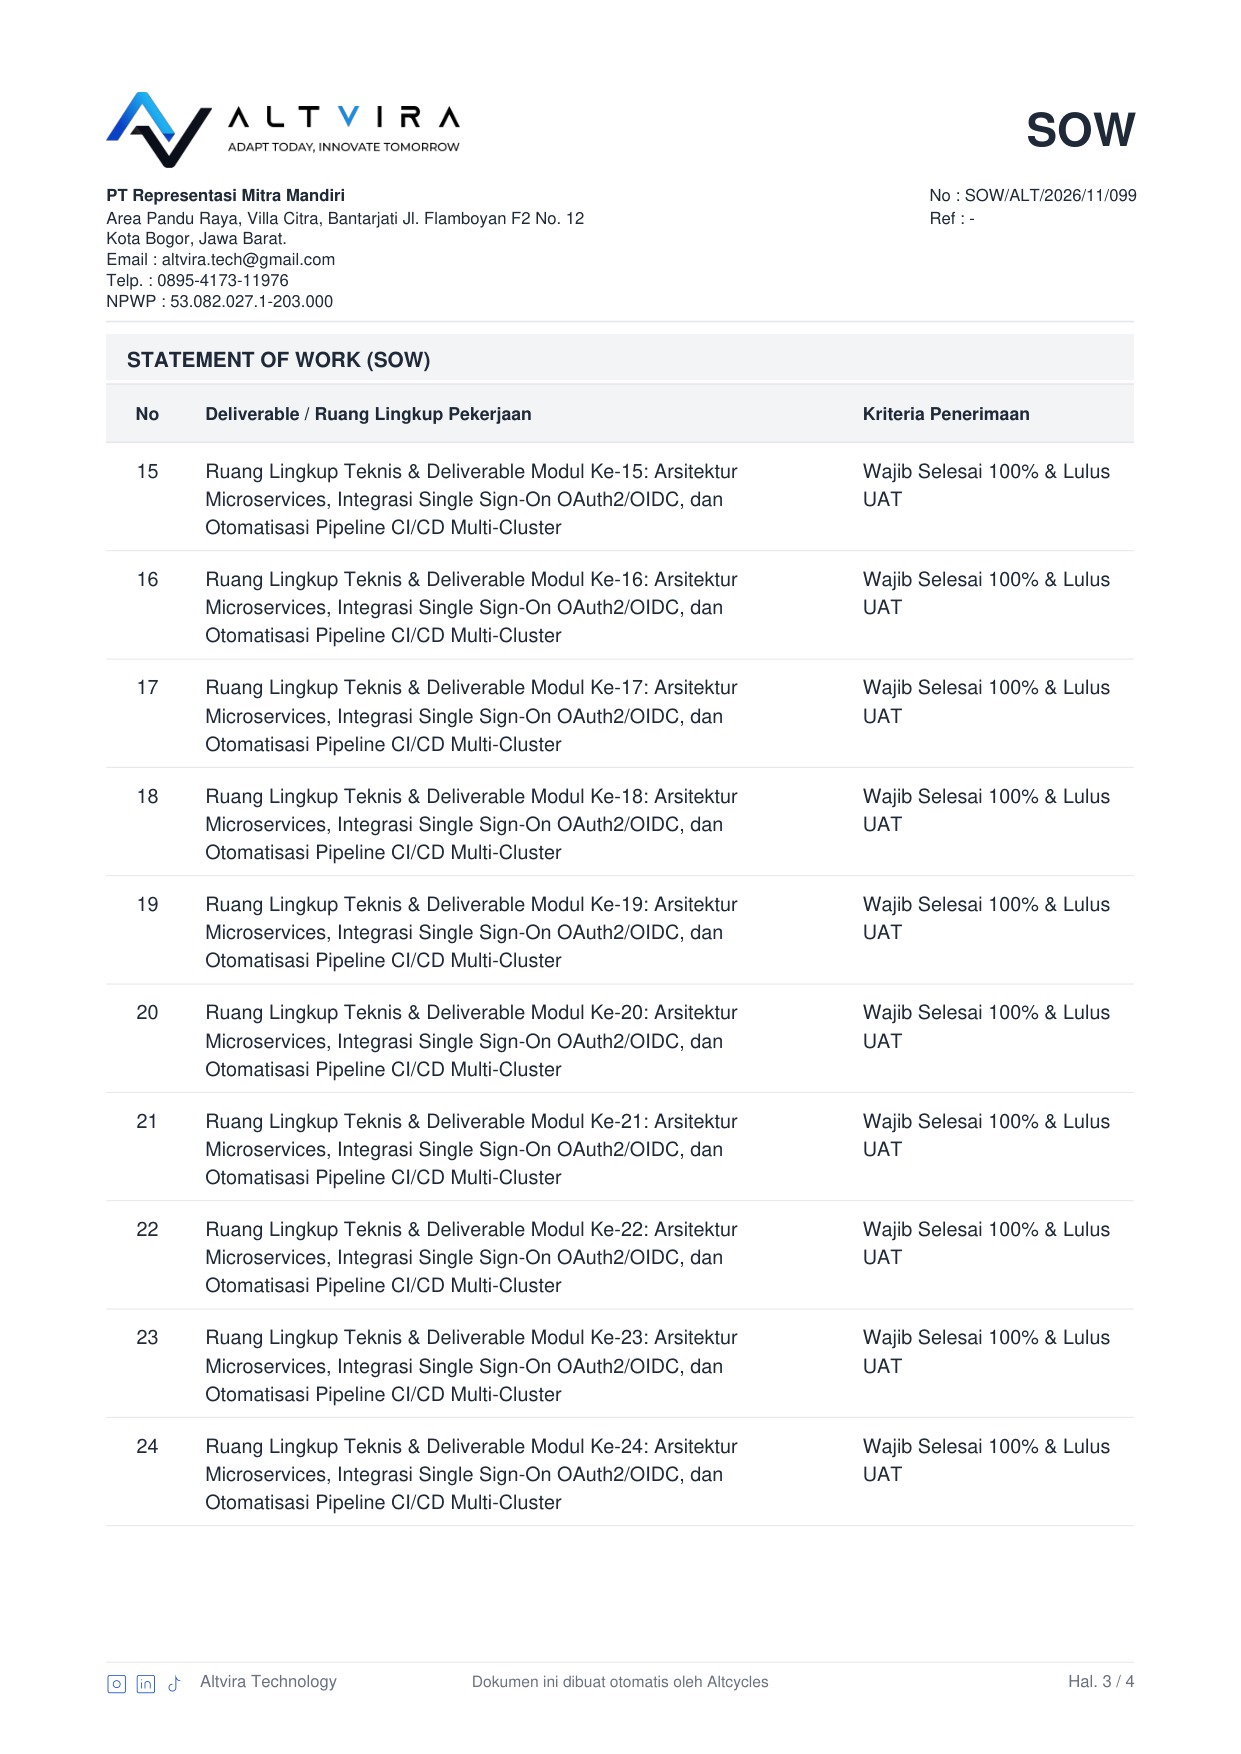 ALTVIRA
ADAPT TODAY, INNOVATE TOMORROW
SOW
PT Representasi Mitra Mandiri
Area Pandu Raya, Villa Citra, Bantarjati Jl. Flamboyan F2 No. 12
Kota Bogor, Jawa Barat.
Email : altvira.tech@gmail.com
Telp. : 0895-4173-11976
NPWP : 53.082.027.1-203.000
No : SOW/ALT/2026/11/099
Ref : -
STATEMENT OF WORK (SOW)
No Deliverable / Ruang Lingkup Pekerjaan Kriteria Penerimaan
15 Ruang Lingkup Teknis & Deliverable Modul Ke-15: Arsitektur Wajib Selesai 100% & Lulus
Microservices, Integrasi Single Sign-On OAuth2/OIDC, dan UAT
Otomatisasi Pipeline CI/CD Multi-Cluster
16 Ruang Lingkup Teknis & Deliverable Modul Ke-16: Arsitektur Wajib Selesai 100% & Lulus
Microservices, Integrasi Single Sign-On OAuth2/OIDC, dan UAT
Otomatisasi Pipeline CI/CD Multi-Cluster
17 Ruang Lingkup Teknis & Deliverable Modul Ke-17: Arsitektur Wajib Selesai 100% & Lulus
Microservices, Integrasi Single Sign-On OAuth2/OIDC, dan UAT
Otomatisasi Pipeline CI/CD Multi-Cluster
18 Ruang Lingkup Teknis & Deliverable Modul Ke-18: Arsitektur Wajib Selesai 100% & Lulus
Microservices, Integrasi Single Sign-On OAuth2/OIDC, dan UAT
Otomatisasi Pipeline CI/CD Multi-Cluster
19 Ruang Lingkup Teknis & Deliverable Modul Ke-19: Arsitektur Wajib Selesai 100% & Lulus
Microservices, Integrasi Single Sign-On OAuth2/OIDC, dan UAT
Otomatisasi Pipeline CI/CD Multi-Cluster
20 Ruang Lingkup Teknis & Deliverable Modul Ke-20: Arsitektur Wajib Selesai 100% & Lulus
Microservices, Integrasi Single Sign-On OAuth2/OIDC, dan UAT
Otomatisasi Pipeline CI/CD Multi-Cluster
21 Ruang Lingkup Teknis & Deliverable Modul Ke-21: Arsitektur Wajib Selesai 100% & Lulus
Microservices, Integrasi Single Sign-On OAuth2/OIDC, dan UAT
Otomatisasi Pipeline CI/CD Multi-Cluster
22 Ruang Lingkup Teknis & Deliverable Modul Ke-22: Arsitektur Wajib Selesai 100% & Lulus
Microservices, Integrasi Single Sign-On OAuth2/OIDC, dan UAT
Otomatisasi Pipeline CI/CD Multi-Cluster
23 Ruang Lingkup Teknis & Deliverable Modul Ke-23: Arsitektur Wajib Selesai 100% & Lulus
Microservices, Integrasi Single Sign-On OAuth2/OIDC, dan UAT
Otomatisasi Pipeline CI/CD Multi-Cluster
24 Ruang Lingkup Teknis & Deliverable Modul Ke-24: Arsitektur Wajib Selesai 100% & Lulus
Microservices, Integrasi Single Sign-On OAuth2/OIDC, dan UAT
Otomatisasi Pipeline CI/CD Multi-Cluster
Altvira Technology Dokumen ini dibuat otomatis oleh Altcycles Hal. 3 / 4